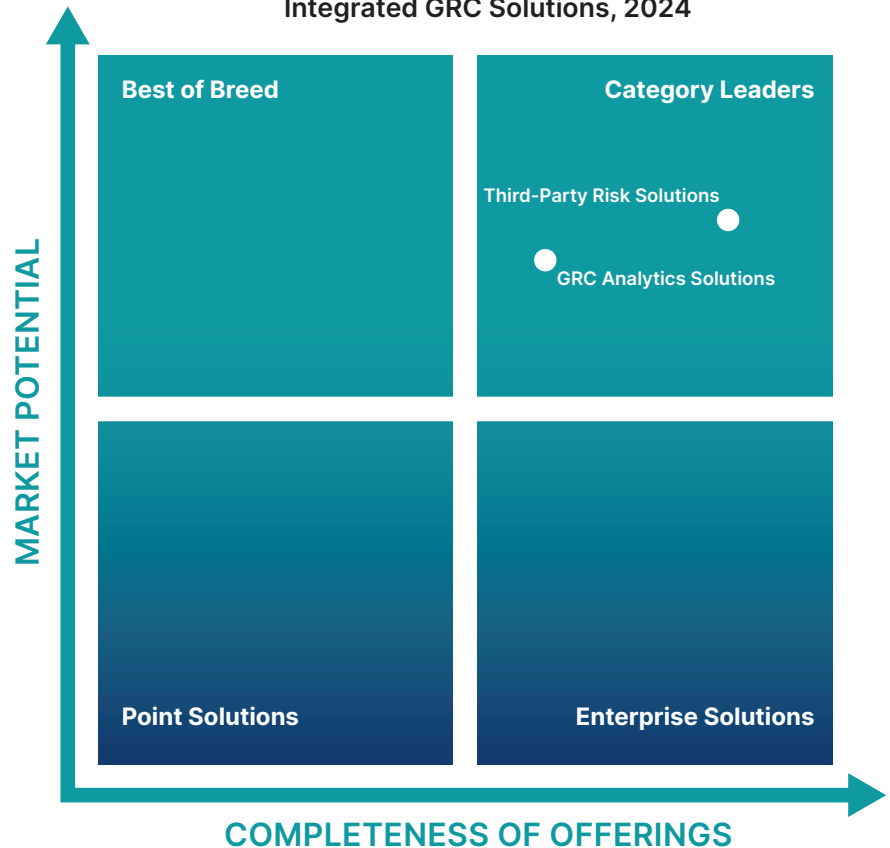 Integrated GRC Solutions, 2024
Best of Breed
Category Leaders
Third-Party Risk Solutions
GRC Analytics Solutions
MARKET POTENTIAL
Point Solutions
Enterprise Solutions
COMPLETENESS OF OFFERINGS